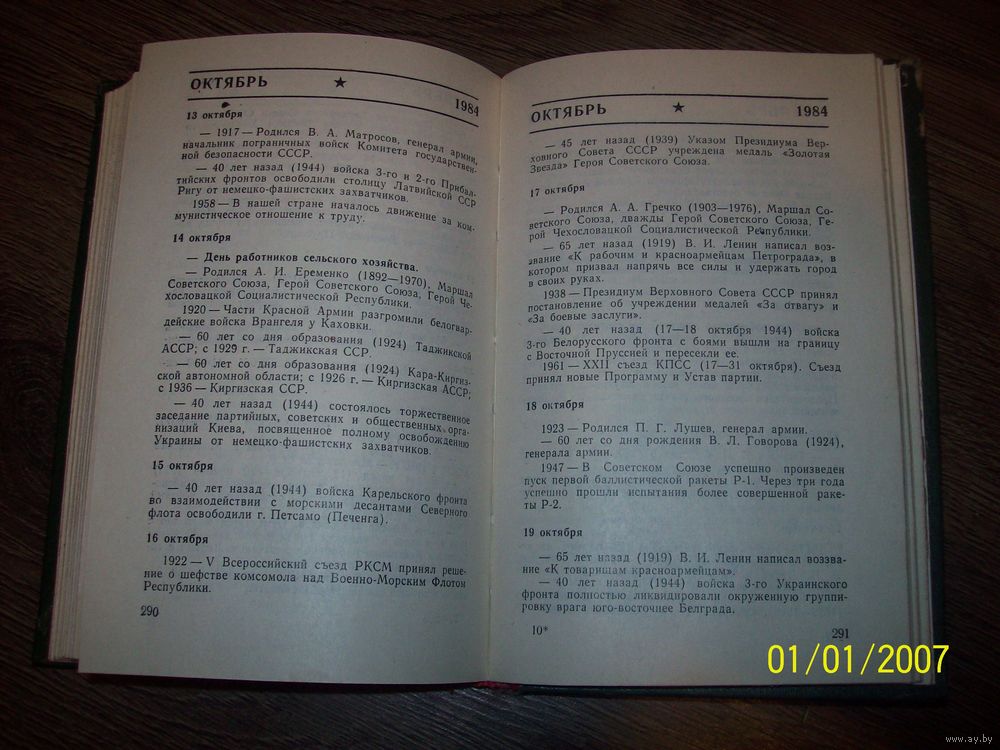 ОКТЯБРЬ ★ 1984
13 октября
— 1917 — Родился В. А. Матросов, генерал армии,
начальник пограничных войск Комитета государствен-
ной безопасности СССР.
— 40 лет назад (1944) войска 3-го и 2-го Прибал-
тийских фронтов освободили столицу Латвийской ССР
Ригу от немецко-фашистских захватчиков.
1958 — В нашей стране началось движение за ком-
мунистическое отношение к труду.
14 октября
— День работников сельского хозяйства.
— Родился А. И. Еременко (1892—1970), Маршал
Советского Союза, Герой Советского Союза, Герой Че-
хословацкой Социалистической Республики.
1920 — Части Красной Армии разгромили белогвар-
дейские войска Врангеля у Каховки.
— 60 лет со дня образования (1924) Таджикской
АССР; с 1929 г. — Таджикская ССР.
— 60 лет со дня образования (1924) Кара-Киргиз-
ской автономной области; с 1926 г. — Киргизская АССР;
с 1936 — Киргизская ССР.
— 40 лет назад (1944) состоялось торжественное
заседание партийных, советских и общественных орга-
низаций Киева, посвященное полному освобождению
Украины от немецко-фашистских захватчиков.
15 октября
— 40 лет назад (1944) войска Карельского фронта
во взаимодействии с морскими десантами Северного
флота освободили г. Петсамо (Печенга).
16 октября
1922 — V Всероссийский съезд РКСМ принял реше-
ние о шефстве комсомола над Военно-Морским Флотом
Республики.
290
ОКТЯБРЬ ★ 1984
— 45 лет назад (1939) Указом Президиума Вер-
ховного Совета СССР учреждена медаль «Золотая
Звезда» Героя Советского Союза.
17 октября
— Родился А. А. Гречко (1903—1976), Маршал Со-
ветского Союза, дважды Герой Советского Союза, Ге-
рой Чехословацкой Социалистической Республики.
— 65 лет назад (1919) В. И. Ленин написал воз-
звание «К рабочим и красноармейцам Петрограда», в
котором призвал напрячь все силы и удержать город
в своих руках.
1938 — Президиум Верховного Совета СССР принял
постановление об учреждении медалей «За отвагу» и
«За боевые заслуги».
— 40 лет назад (17—18 октября 1944) войска
3-го Белорусского фронта с боями вышли на границу
с Восточной Пруссией и пересекли ее.
1961 — XXII съезд КПСС (17—31 октября). Съезд
принял новые Программу и Устав партии.
18 октября
1923 — Родился П. Г. Лушев, генерал армии.
— 60 лет со дня рождения В. Л. Говорова (1924),
генерала армии.
1947 — В Советском Союзе успешно произведен
пуск первой баллистической ракеты Р-1. Через три года
успешно прошли испытания более совершенной раке-
ты Р-2.
19 октября
— 65 лет назад (1919) В. И. Ленин написал воззва-
ние «К товарищам красноармейцам».
— 40 лет назад (1944) войска 3-го Украинского
фронта полностью ликвидировали окруженную группи-
ровку врага юго-восточнее Белграда.
10*
291
01/01/2007
www.ay.by